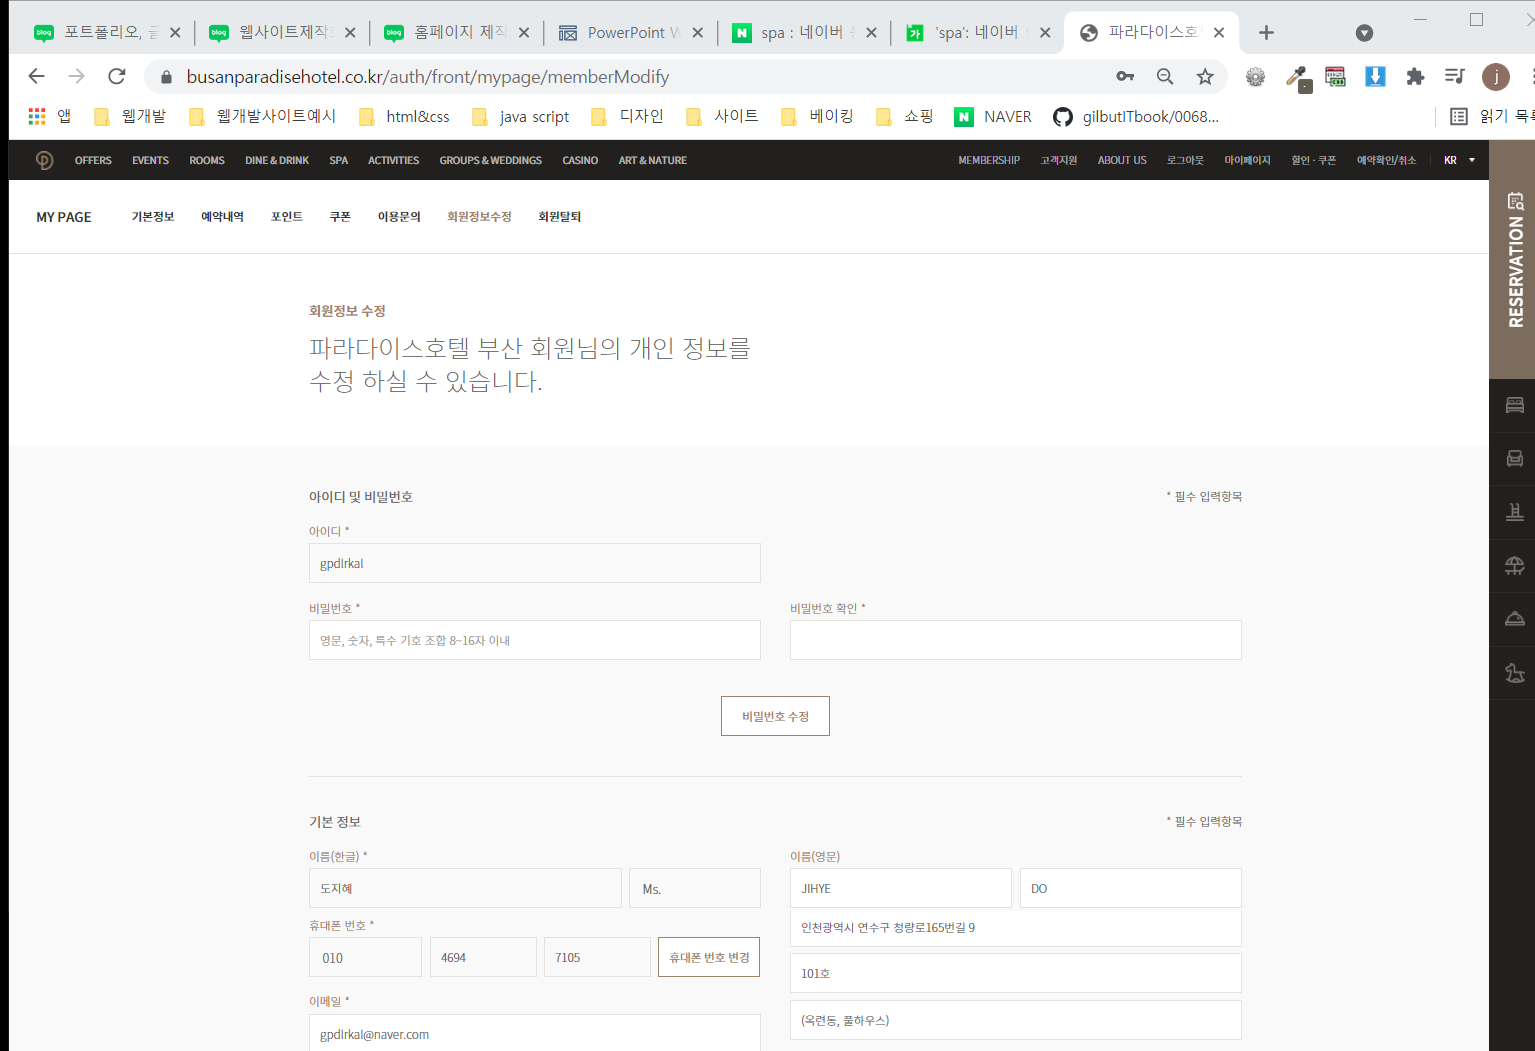 포트폴리오, 글
웹사이트제작
홈페이지 제작
PowerPoint W
spa : 네이버
'spa': 네이버
파라다이스호
busanparadisehotel.co.kr/auth/front/mypage/memberModify
j
앱
웹개발
웹개발사이트예시
html&css
java script
디자인
사이트
베이킹
쇼핑
NAVER
gilbutITbook/0068...
읽기 목록
OFFERS EVENTS ROOMS DINE & DRINK SPA ACTIVITIES GROUPS & WEDDINGS CASINO ART & NATURE MEMBERSHIP 고객지원 ABOUT US 로그아웃 마이페이지 할인 · 쿠폰 예약확인/취소 KR
MY PAGE 기본정보 예약내역 포인트 쿠폰 이용문의 회원정보수정 회원탈퇴
RESERVATION
회원정보 수정
파라다이스호텔 부산 회원님의 개인 정보를
수정 하실 수 있습니다.
아이디 및 비밀번호
* 필수 입력항목
아이디 *
gpdlrkal
비밀번호 *
비밀번호 확인 *
영문, 숫자, 특수 기호 조합 8~16자 이내
비밀번호 수정
기본 정보
* 필수 입력항목
이름(한글) *
이름(영문)
도지혜
Ms.
JIHYE
DO
휴대폰 번호 *
인천광역시 연수구 청량로165번길 9
010
4694
7105
휴대폰 번호 변경
101호
이메일 *
(옥련동, 풀하우스)
gpdlrkal@naver.com